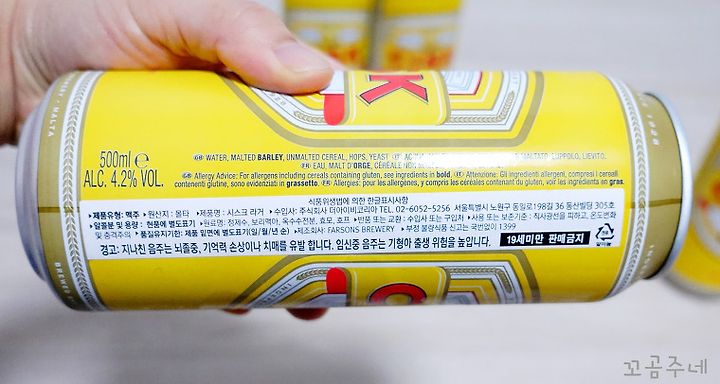 K
MALTA
500ml e
ALC. 4.2% VOL.
WATER, MALTED BARLEY, UNMALTED CEREAL, HOPS, YEAST.
MALTATO, LUPPOLO, LIEVITO.
EAU, MALT D'ORGE, CÉRÉALE NON
Allergy Advice: For allergens including cereals containing gluten, see ingredients in bold. Attenzione: Gli ingredienti allergeni, compresi i cereali
contenenti glutine, sono evidenziati in grassetto. Allergies: pour les allergènes, y compris les céréales contenant du gluten, voir les ingrédients en gras.
식품위생법에 의한 한글표시사항
• 제품유형: 맥주 • 원산지: 몰타 • 제품명: 시스크 라거 • 수입사: 주식회사 더아이비코리아 TEL. 02-6052-5256 서울특별시 노원구 동일로198길 36 동산빌딩 305호
• 알콜분 및 용량: 현품에 별도표기 • 원료명: 정제수, 보리맥아, 옥수수전분, 효모, 호프 • 반품 또는 교환: 수입사 또는 구입처 • 사용 또는 보존기준: 직사광선을 피하고, 온도변화
및 충격주의 • 품질유지기한: 제품 밑면에 별도표기(일/월/년 순) • 제조회사: FARSONS BREWERY • 부정 불량식품 신고는 국번없이 1399
경고: 지나친 음주는 뇌졸중, 기억력 손상이나 치매를 유발 합니다. 임신중 음주는 기형아 출생 위험을 높입니다.
19세미만 판매금지
꼬곰주네